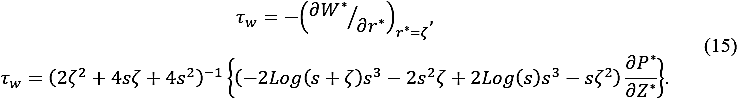 τ_w = −(∂W*/∂r*)_{r*=ζ},
τ_w = (2ζ² + 4sζ + 4s²)⁻¹ {(−2Log(s + ζ)s³ − 2s²ζ + 2Log(s)s³ − sζ²) ∂P*/∂Z*}.
(15)